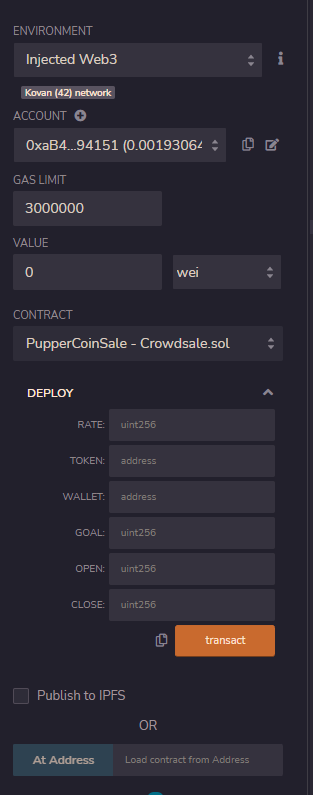 ENVIRONMENT
Injected Web3
Kovan (42) network
ACCOUNT
0xaB4...94151 (0.00193064
GAS LIMIT
3000000
VALUE
0 wei
CONTRACT
PupperCoinSale - Crowdsale.sol
DEPLOY
RATE: uint256
TOKEN: address
WALLET: address
GOAL: uint256
OPEN: uint256
CLOSE: uint256
transact
Publish to IPFS
OR
At Address Load contract from Address